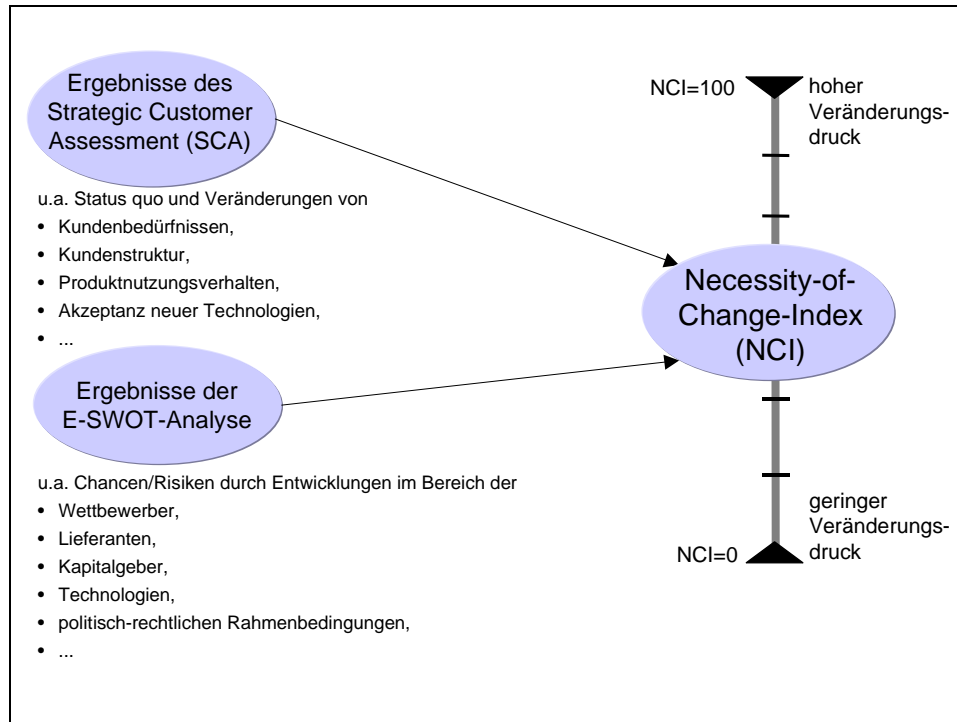 Ergebnisse des
Strategic Customer
Assessment (SCA)
u.a. Status quo und Veränderungen von
• Kundenbedürfnissen,
• Kundenstruktur,
• Produktnutzungsverhalten,
• Akzeptanz neuer Technologien,
• ...
Ergebnisse der
E-SWOT-Analyse
u.a. Chancen/Risiken durch Entwicklungen im Bereich der
• Wettbewerber,
• Lieferanten,
• Kapitalgeber,
• Technologien,
• politisch-rechtlichen Rahmenbedingungen,
• ...
NCI=100
hoher
Veränderungs-
druck
Necessity-of-
Change-Index
(NCI)
geringer
Veränderungs-
druck
NCI=0